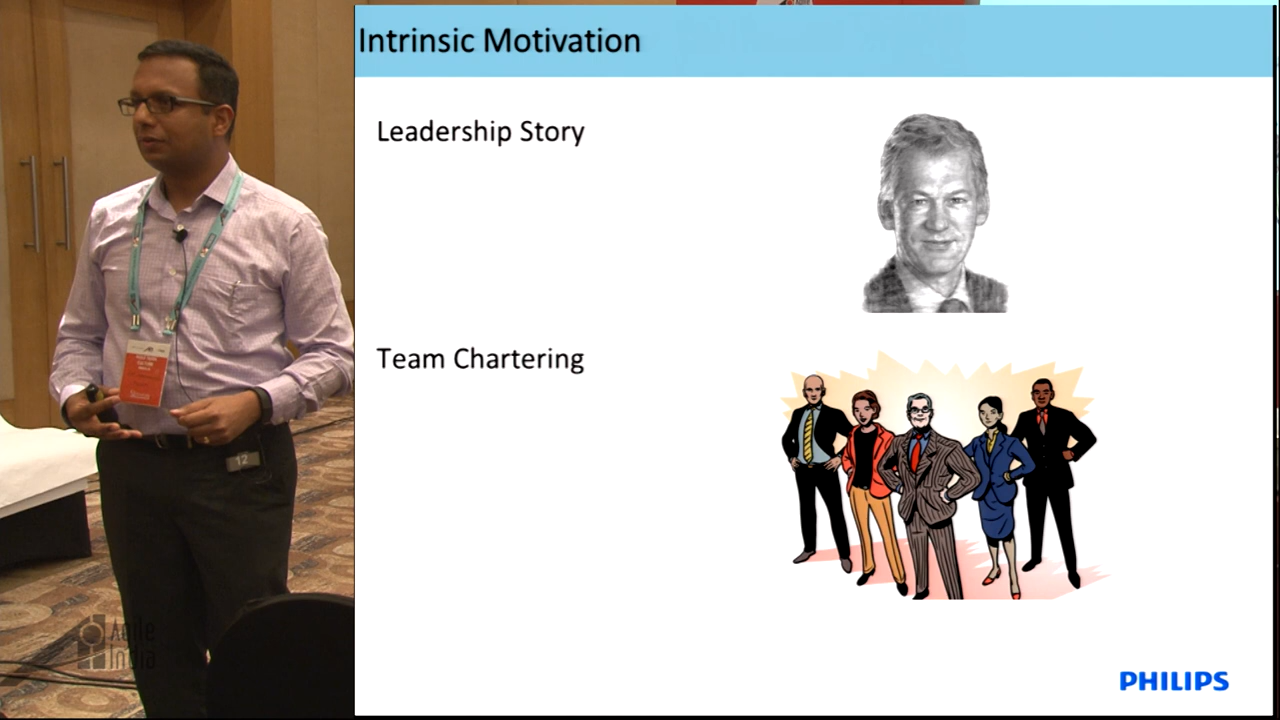 Intrinsic Motivation
Leadership Story
Team Chartering
PHILIPS
12
Agile
India